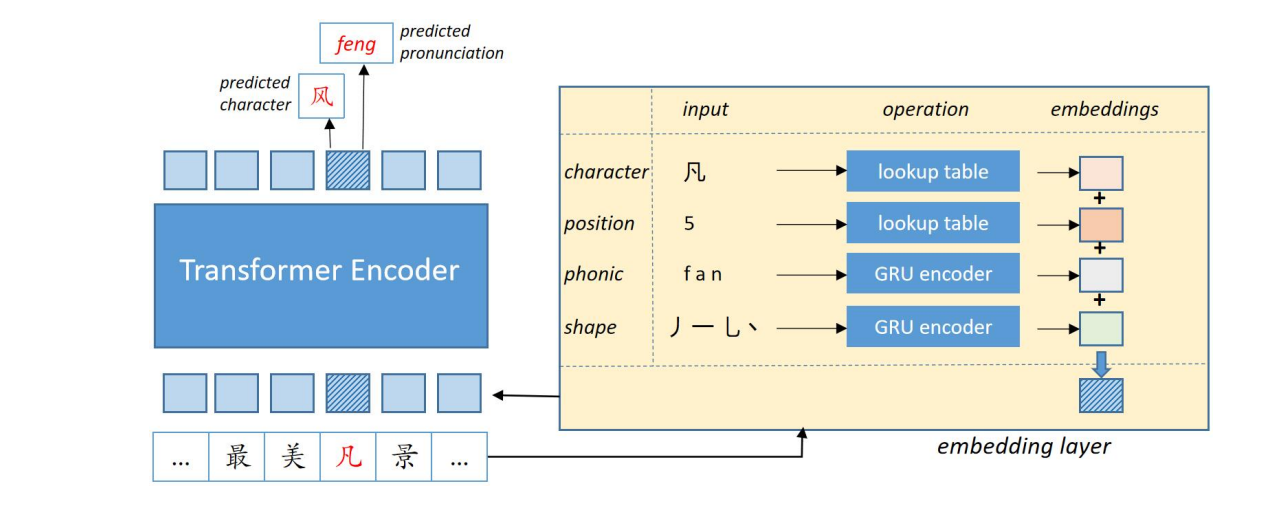 feng
predicted
pronunciation
predicted
character
风
Transformer Encoder
... 最 美 凡 景 ...
input operation embeddings
character 凡 lookup table
+
position 5 lookup table
+
phonic f a n GRU encoder
+
shape 丿 一 乚 丶 GRU encoder
embedding layer